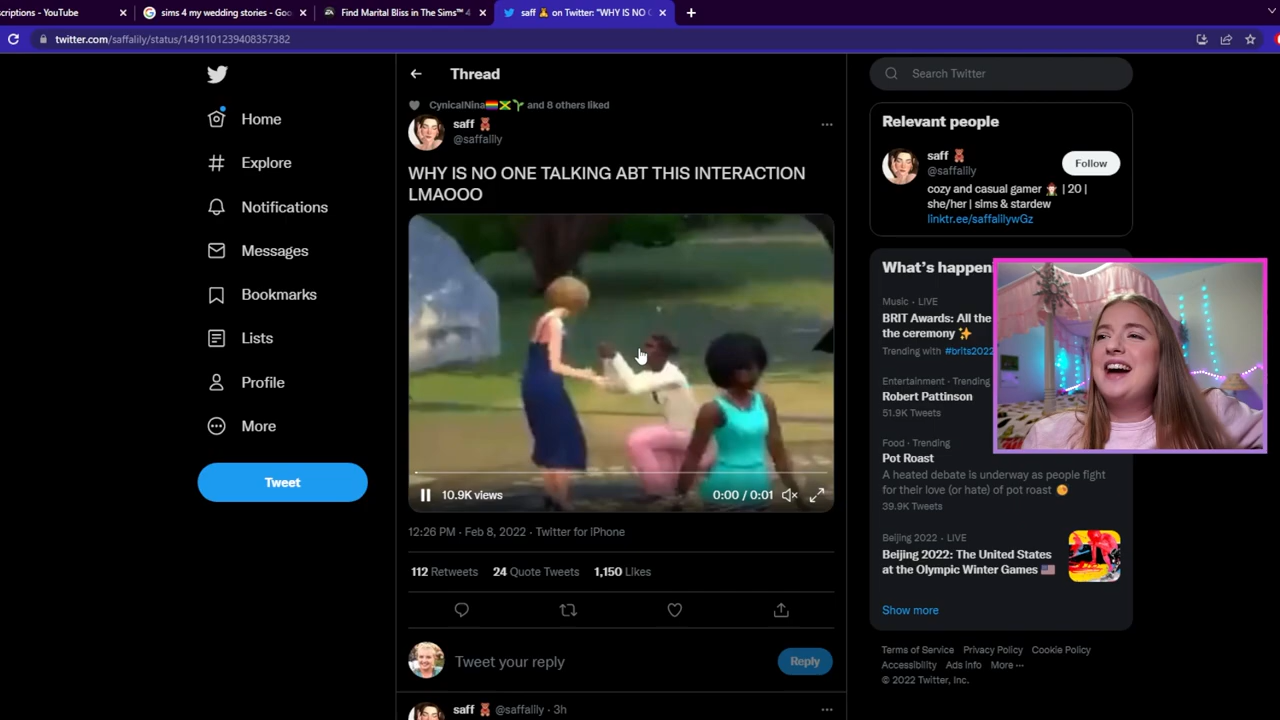 scriptions - YouTube
sims 4 my wedding stories - Goo
Find Marital Bliss in The Sims™ 4
saff 🧸 on Twitter: "WHY IS NO
twitter.com/saffalily/status/1491101239408357382
Home
Explore
Notifications
Messages
Bookmarks
Lists
Profile
More
Tweet
Thread
CynicalNina🏳️‍🌈🇯🇲🌱 and 8 others liked
saff 🧸
@saffalily
WHY IS NO ONE TALKING ABT THIS INTERACTION
LMAOOO
10.9K views
0:00 / 0:01
12:26 PM · Feb 8, 2022 · Twitter for iPhone
112 Retweets 24 Quote Tweets 1,150 Likes
Tweet your reply
Reply
saff 🧸 @saffalily · 3h
Search Twitter
Relevant people
saff 🧸
@saffalily
Follow
cozy and casual gamer 👩🏻‍🌾 | 20 |
she/her | sims & stardew
linktr.ee/saffalilywGz
What's happen
Music · LIVE
BRIT Awards: All the
the ceremony ✨
Trending with #brits2022
Entertainment · Trending
Robert Pattinson
51.9K Tweets
Food · Trending
Pot Roast
A heated debate is underway as people fight
for their love (or hate) of pot roast 🍪
39.9K Tweets
Beijing 2022 · LIVE
Beijing 2022: The United States
at the Olympic Winter Games 🇺🇸
Show more
Terms of Service Privacy Policy Cookie Policy
Accessibility Ads info More ···
© 2022 Twitter, Inc.